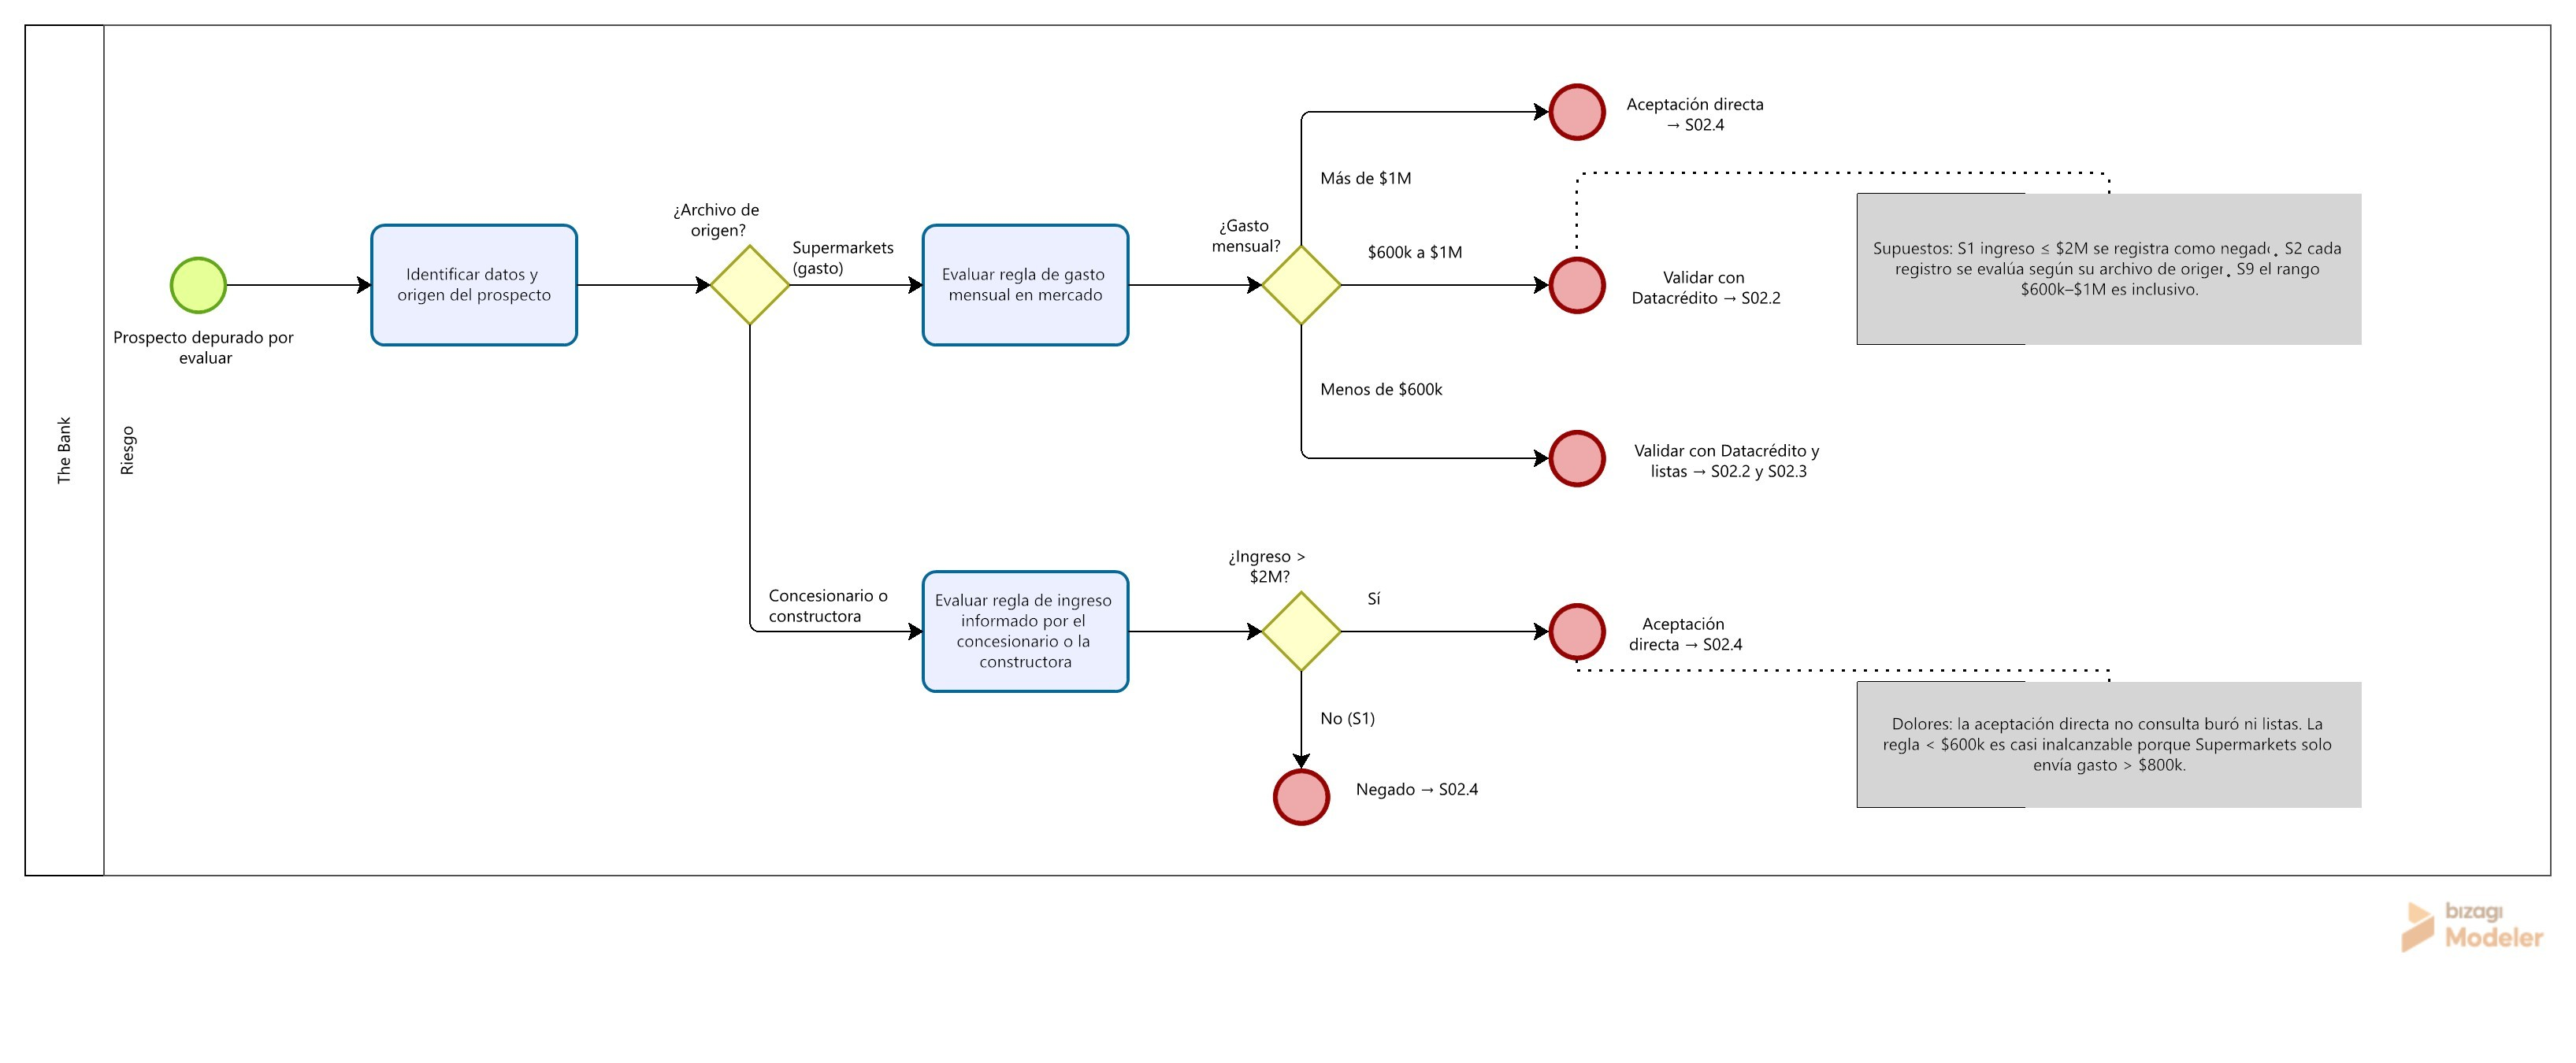 The Bank
Riesgo
Prospecto depurado por
evaluar
Identificar datos y
origen del prospecto
¿Archivo de
origen?
Supermarkets
(gasto)
Evaluar regla de gasto
mensual en mercado
¿Gasto
mensual?
Más de $1M
Aceptación directa
→ S02.4
$600k a $1M
Validar con
Datacrédito → S02.2
Menos de $600k
Validar con Datacrédito y
listas → S02.2 y S02.3
Supuestos: S1 ingreso ≤ $2M se registra como negado. S2 cada
registro se evalúa según su archivo de origen. S9 el rango
$600k–$1M es inclusivo.
Concesionario o
constructora
Evaluar regla de ingreso
informado por el
concesionario o la
constructora
¿Ingreso >
$2M?
Sí
Aceptación
directa → S02.4
No (S1)
Negado → S02.4
Dolores: la aceptación directa no consulta buró ni listas. La
regla < $600k es casi inalcanzable porque Supermarkets solo
envía gasto > $800k.
bizagi
Modeler